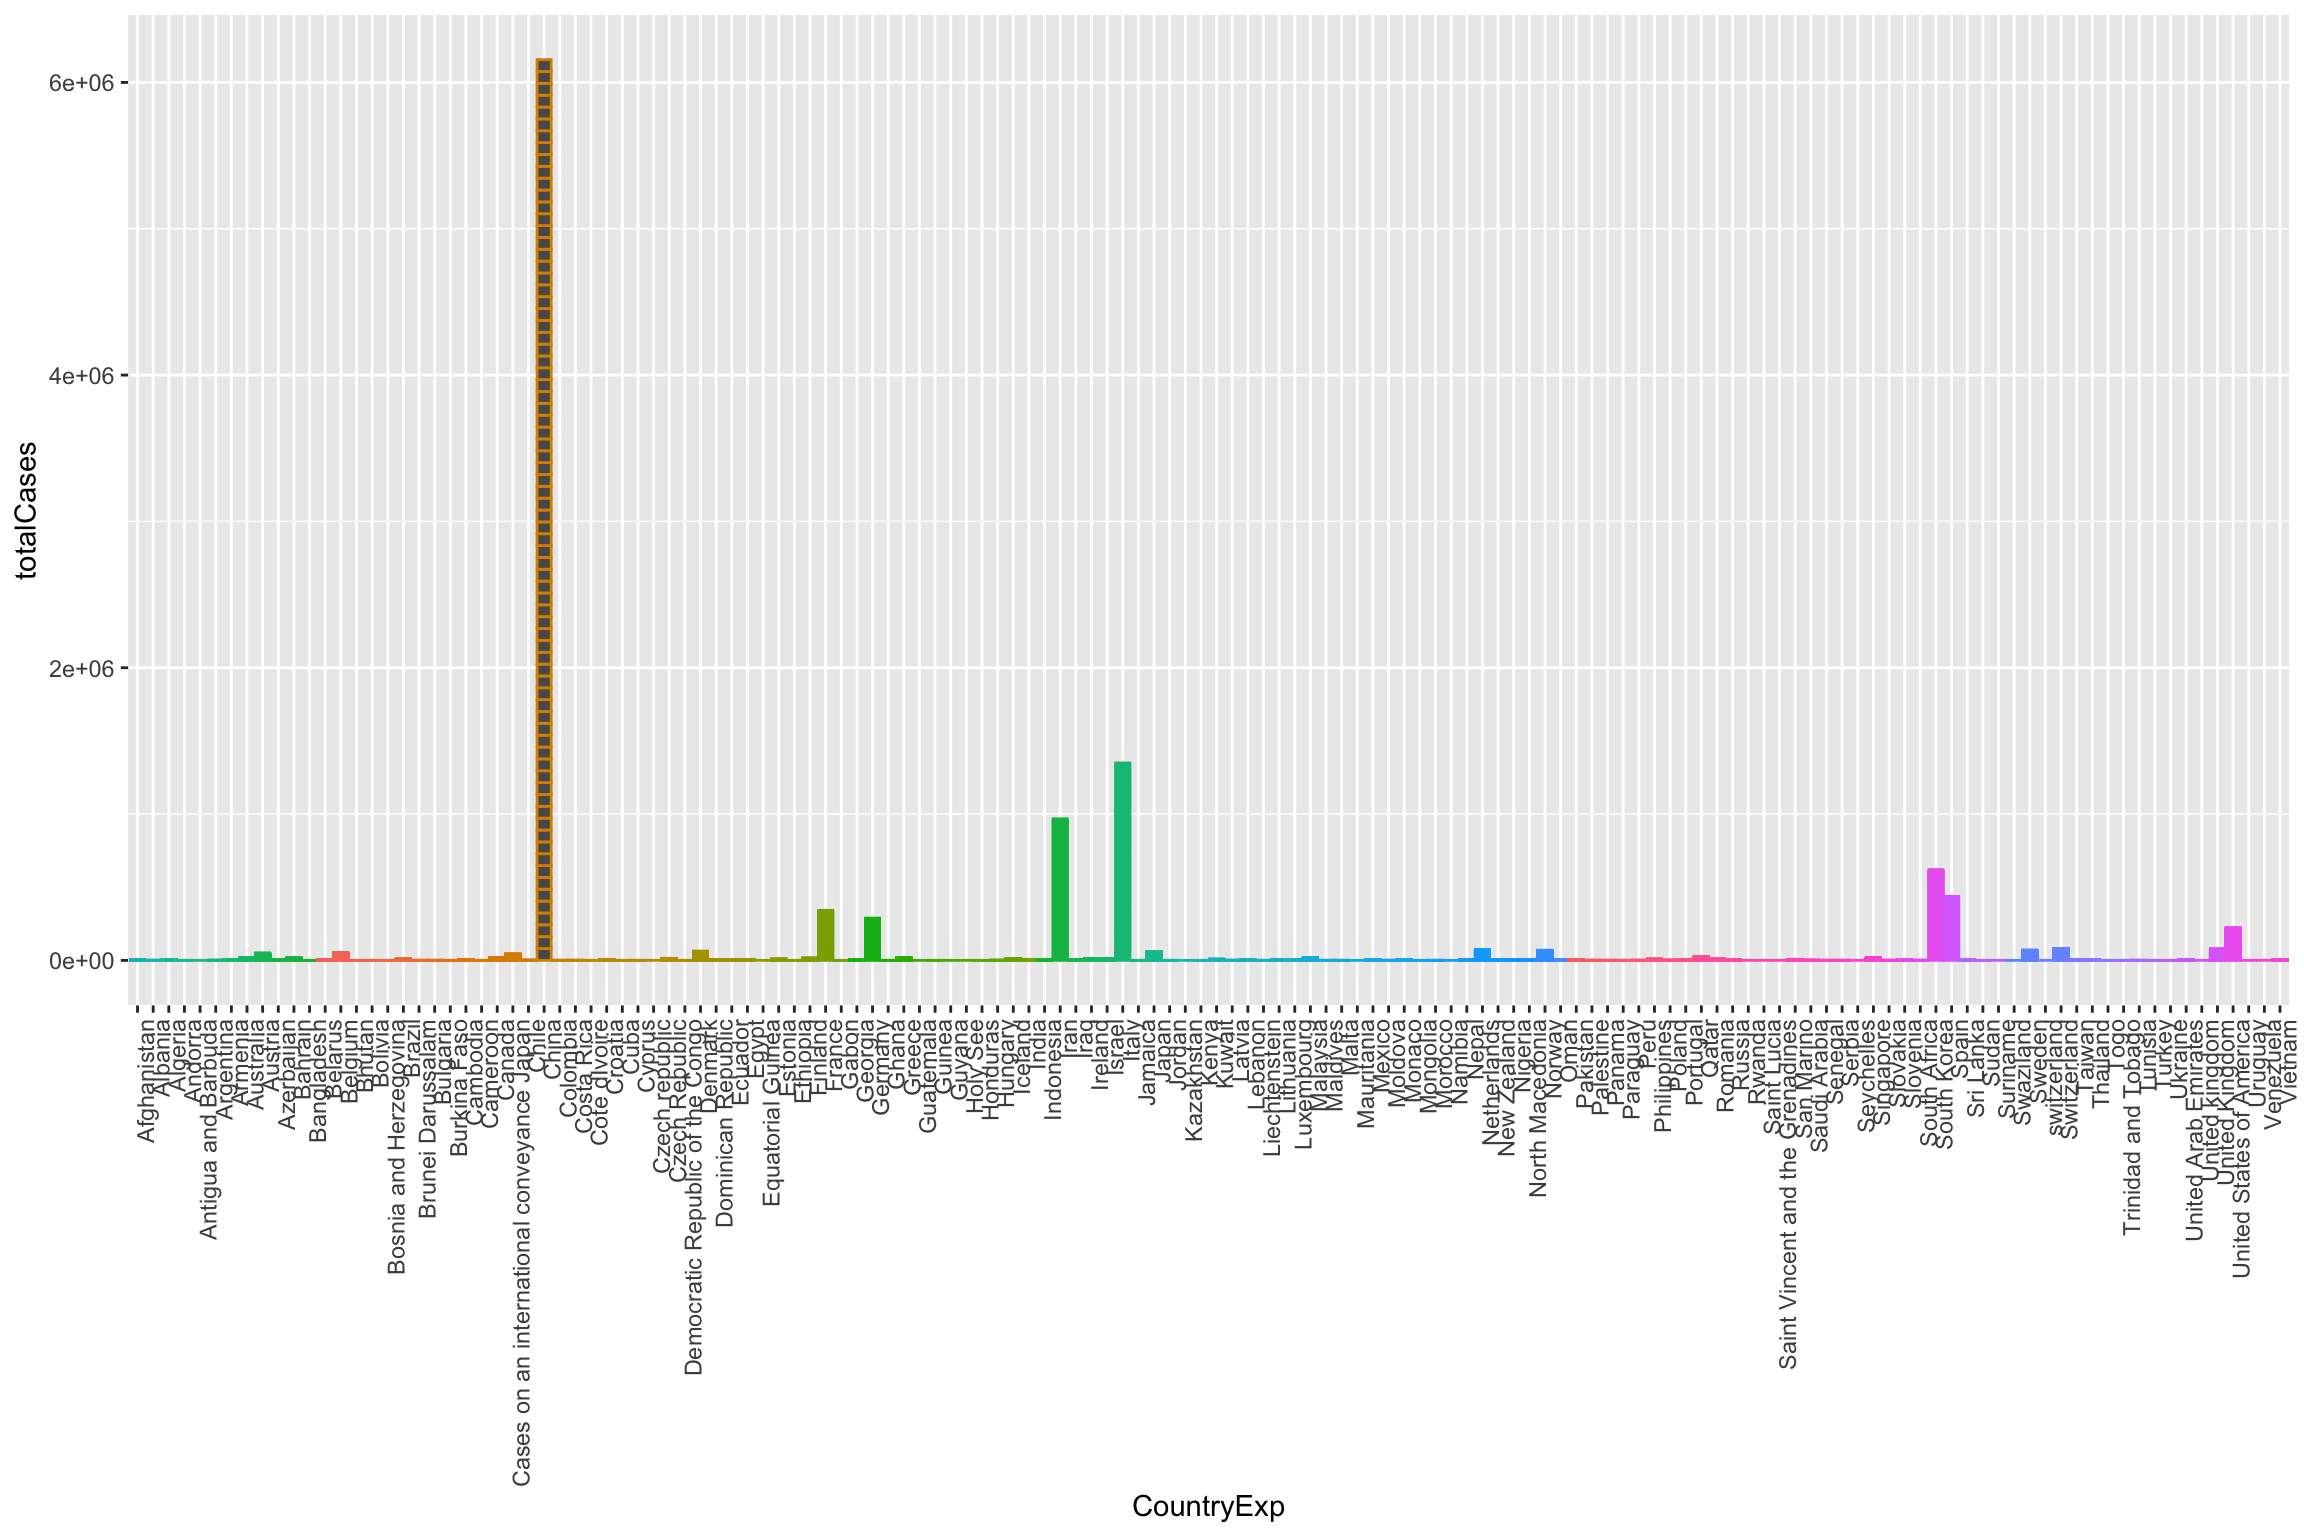 6e+06
4e+06
2e+06
0e+00
totalCases
Afghanistan
Albania
Algeria
Andorra
Antigua and Barbuda
Argentina
Armenia
Australia
Austria
Azerbaijan
Bahrain
Bangladesh
Belarus
Belgium
Bhutan
Bolivia
Bosnia and Herzegovina
Brazil
Brunei Darussalam
Bulgaria
Burkina Faso
Cambodia
Cameroon
Canada
Cases on an international conveyance Japan
Chile
China
Colombia
Costa Rica
Cote divoire
Croatia
Cuba
Cyprus
Czech republic
Czech Republic
Democratic Republic of the Congo
Denmark
Dominican Republic
Ecuador
Egypt
Equatorial Guinea
Estonia
Ethiopia
Finland
France
Gabon
Georgia
Germany
Ghana
Greece
Guatemala
Guinea
Guyana
Holy See
Honduras
Hungary
Iceland
India
Indonesia
Iran
Iraq
Ireland
Israel
Italy
Jamaica
Japan
Jordan
Kazakhstan
Kenya
Kuwait
Latvia
Lebanon
Liechtenstein
Lithuania
Luxembourg
Malaysia
Maldives
Malta
Mauritania
Mexico
Moldova
Monaco
Mongolia
Morocco
Namibia
Nepal
Netherlands
New Zealand
Nigeria
North Macedonia
Norway
Oman
Pakistan
Palestine
Panama
Paraguay
Peru
Philippines
Poland
Portugal
Qatar
Romania
Russia
Rwanda
Saint Lucia
Saint Vincent and the Grenadines
San Marino
Saudi Arabia
Senegal
Serbia
Seychelles
Singapore
Slovakia
Slovenia
South Africa
South Korea
Spain
Sri Lanka
Sudan
Suriname
Swaziland
Sweden
switzerland
Switzerland
Taiwan
Thailand
Togo
Trinidad and Tobago
Tunisia
Turkey
Ukraine
United Arab Emirates
United kingdom
United Kingdom
United States of America
Uruguay
Venezuela
Vietnam
CountryExp